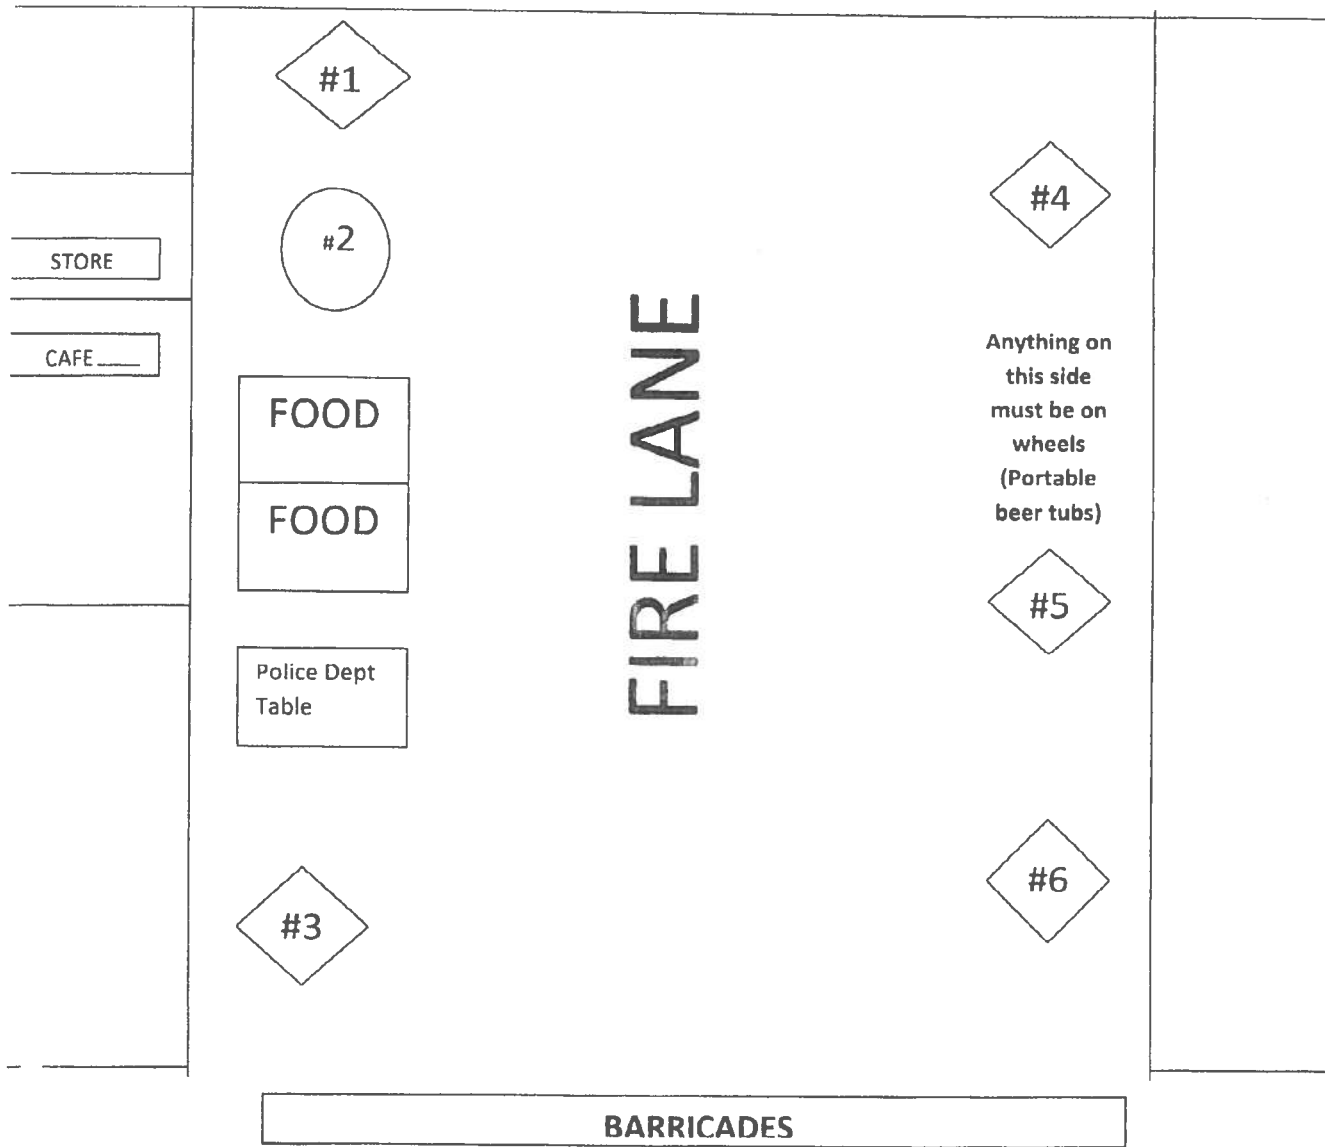 #1
#4
#2
STORE
CAFE____
FOOD
FOOD
FIRE LANE
Anything on
this side
must be on
wheels
(Portable
beer tubs)
#5
Police Dept
Table
#6
#3
BARRICADES